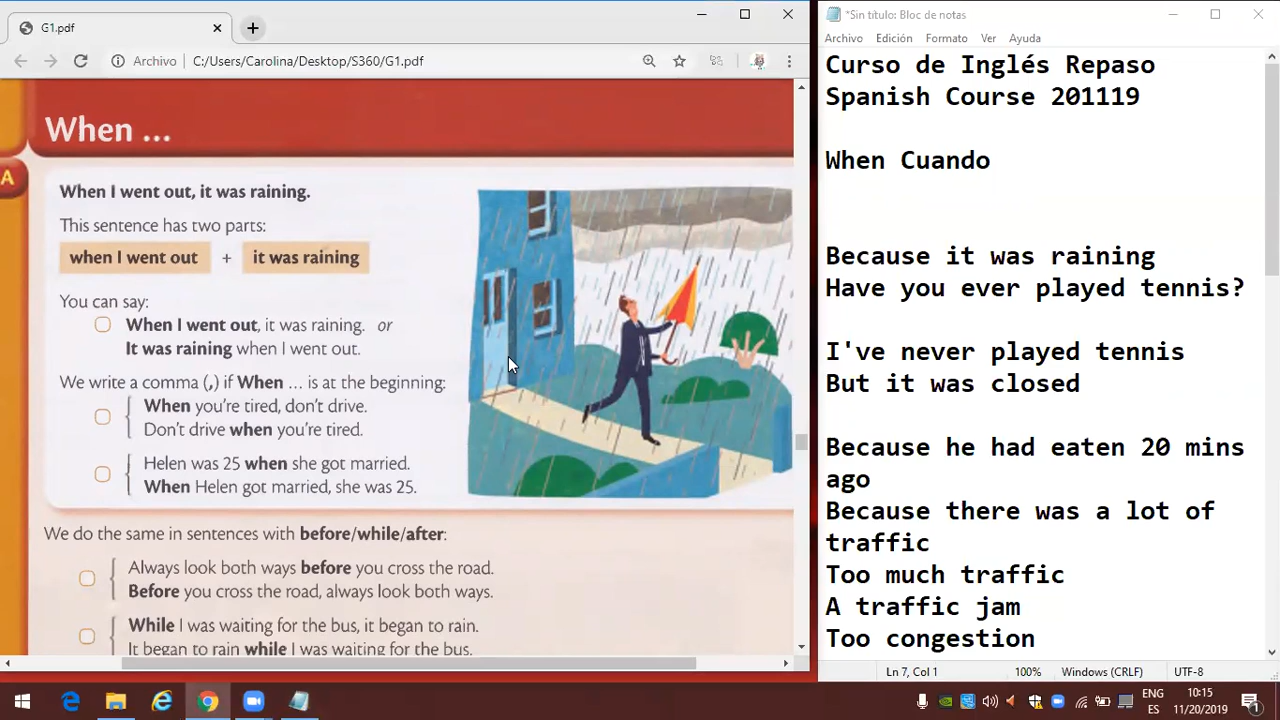 G1.pdf
Archivo C:/Users/Carolina/Desktop/S360/G1.pdf
When ...
A
When I went out, it was raining.
This sentence has two parts:
when I went out + it was raining
You can say:
When I went out, it was raining. or
It was raining when I went out.
We write a comma (,) if When ... is at the beginning:
When you're tired, don't drive.
Don't drive when you're tired.
Helen was 25 when she got married.
When Helen got married, she was 25.
We do the same in sentences with before/while/after:
Always look both ways before you cross the road.
Before you cross the road, always look both ways.
While I was waiting for the bus, it began to rain.
It began to rain while I was waiting for the bus.
*Sin título: Bloc de notas
Archivo Edición Formato Ver Ayuda
Curso de Inglés Repaso
Spanish Course 201119
When Cuando
Because it was raining
Have you ever played tennis?
I've never played tennis
But it was closed
Because he had eaten 20 mins
ago
Because there was a lot of
traffic
Too much traffic
A traffic jam
Too congestion
Ln 7, Col 1 100% Windows (CRLF) UTF-8
ENG
ES
10:15
11/20/2019
1